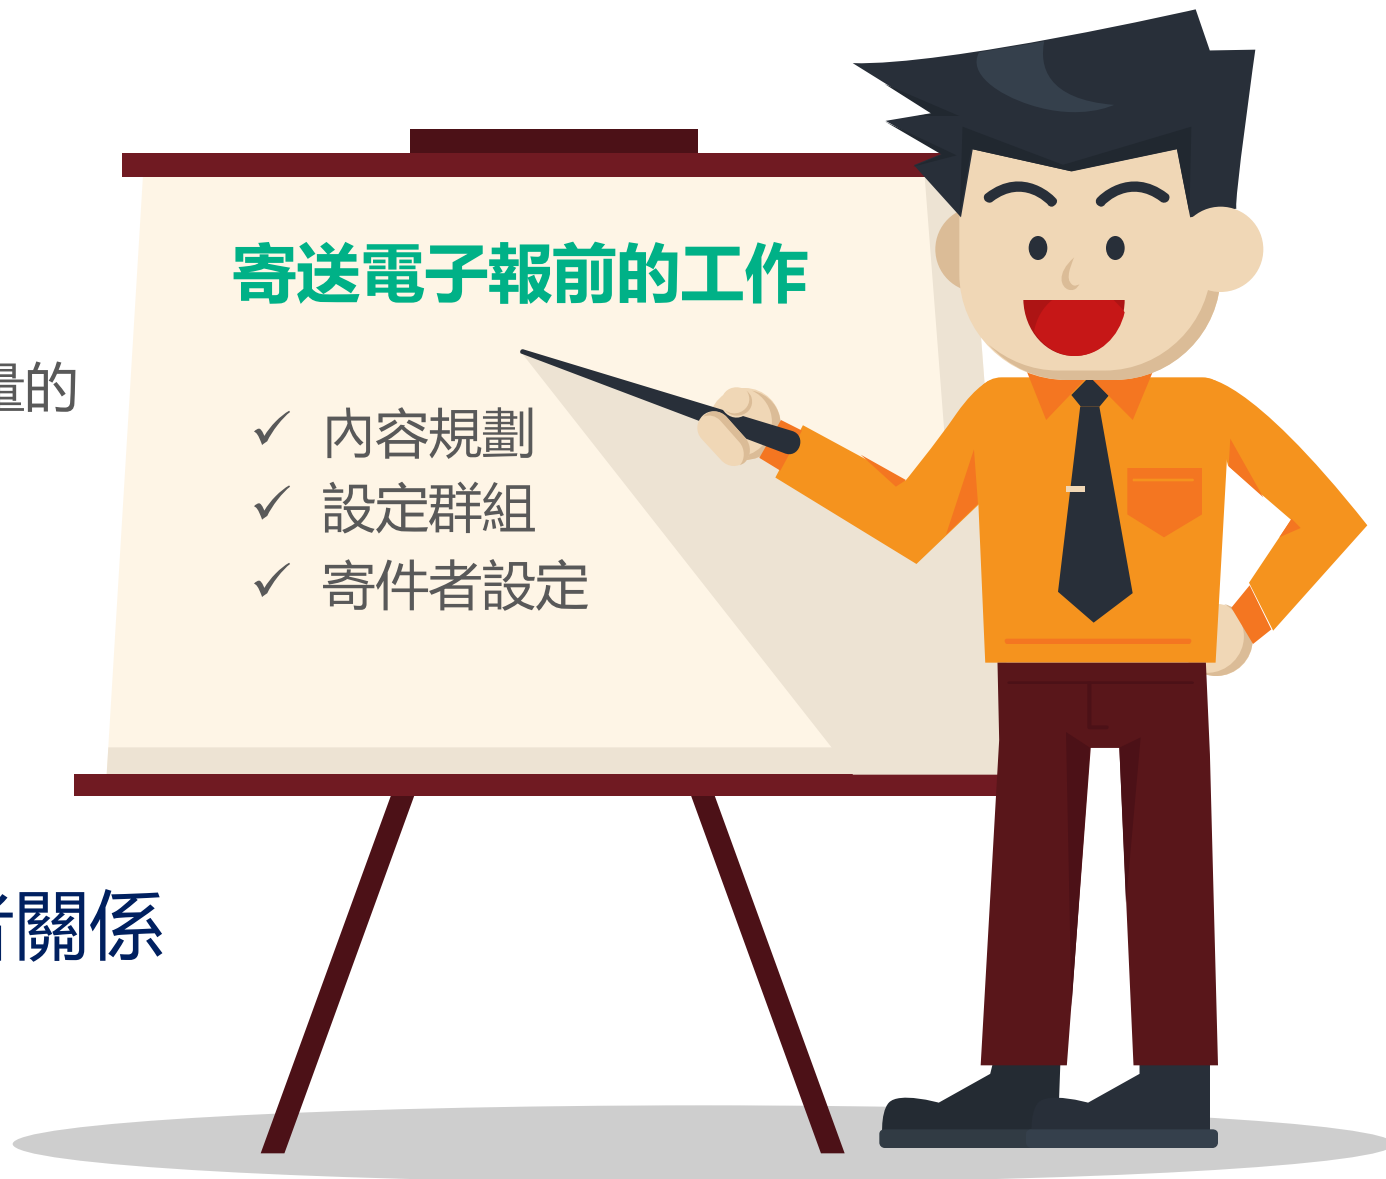 寄送電子報前的工作
量的
✓ 內容規劃
✓ 設定群組
✓ 寄件者設定
者關係